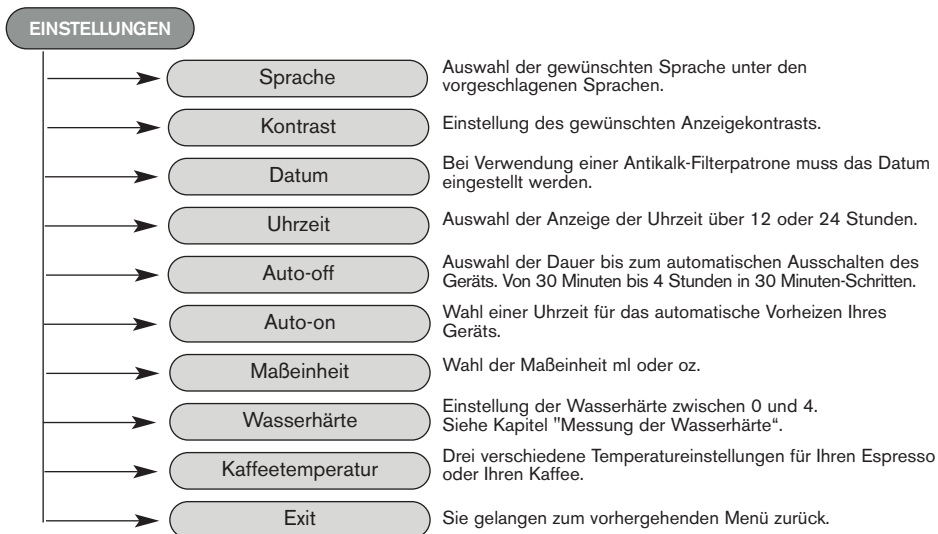 EINSTELLUNGEN
Sprache
Auswahl der gewünschten Sprache unter den
vorgeschlagenen Sprachen.
Kontrast
Einstellung des gewünschten Anzeigekontrasts.
Datum
Bei Verwendung einer Antikalk-Filterpatrone muss das Datum
eingestellt werden.
Uhrzeit
Auswahl der Anzeige der Uhrzeit über 12 oder 24 Stunden.
Auto-off
Auswahl der Dauer bis zum automatischen Ausschalten des
Geräts. Von 30 Minuten bis 4 Stunden in 30 Minuten-Schritten.
Auto-on
Wahl einer Uhrzeit für das automatische Vorheizen Ihres
Geräts.
Maßeinheit
Wahl der Maßeinheit ml oder oz.
Wasserhärte
Einstellung der Wasserhärte zwischen 0 und 4.
Siehe Kapitel "Messung der Wasserhärte“.
Kaffeetemperatur
Drei verschiedene Temperatureinstellungen für Ihren Espresso
oder Ihren Kaffee.
Exit
Sie gelangen zum vorhergehenden Menü zurück.